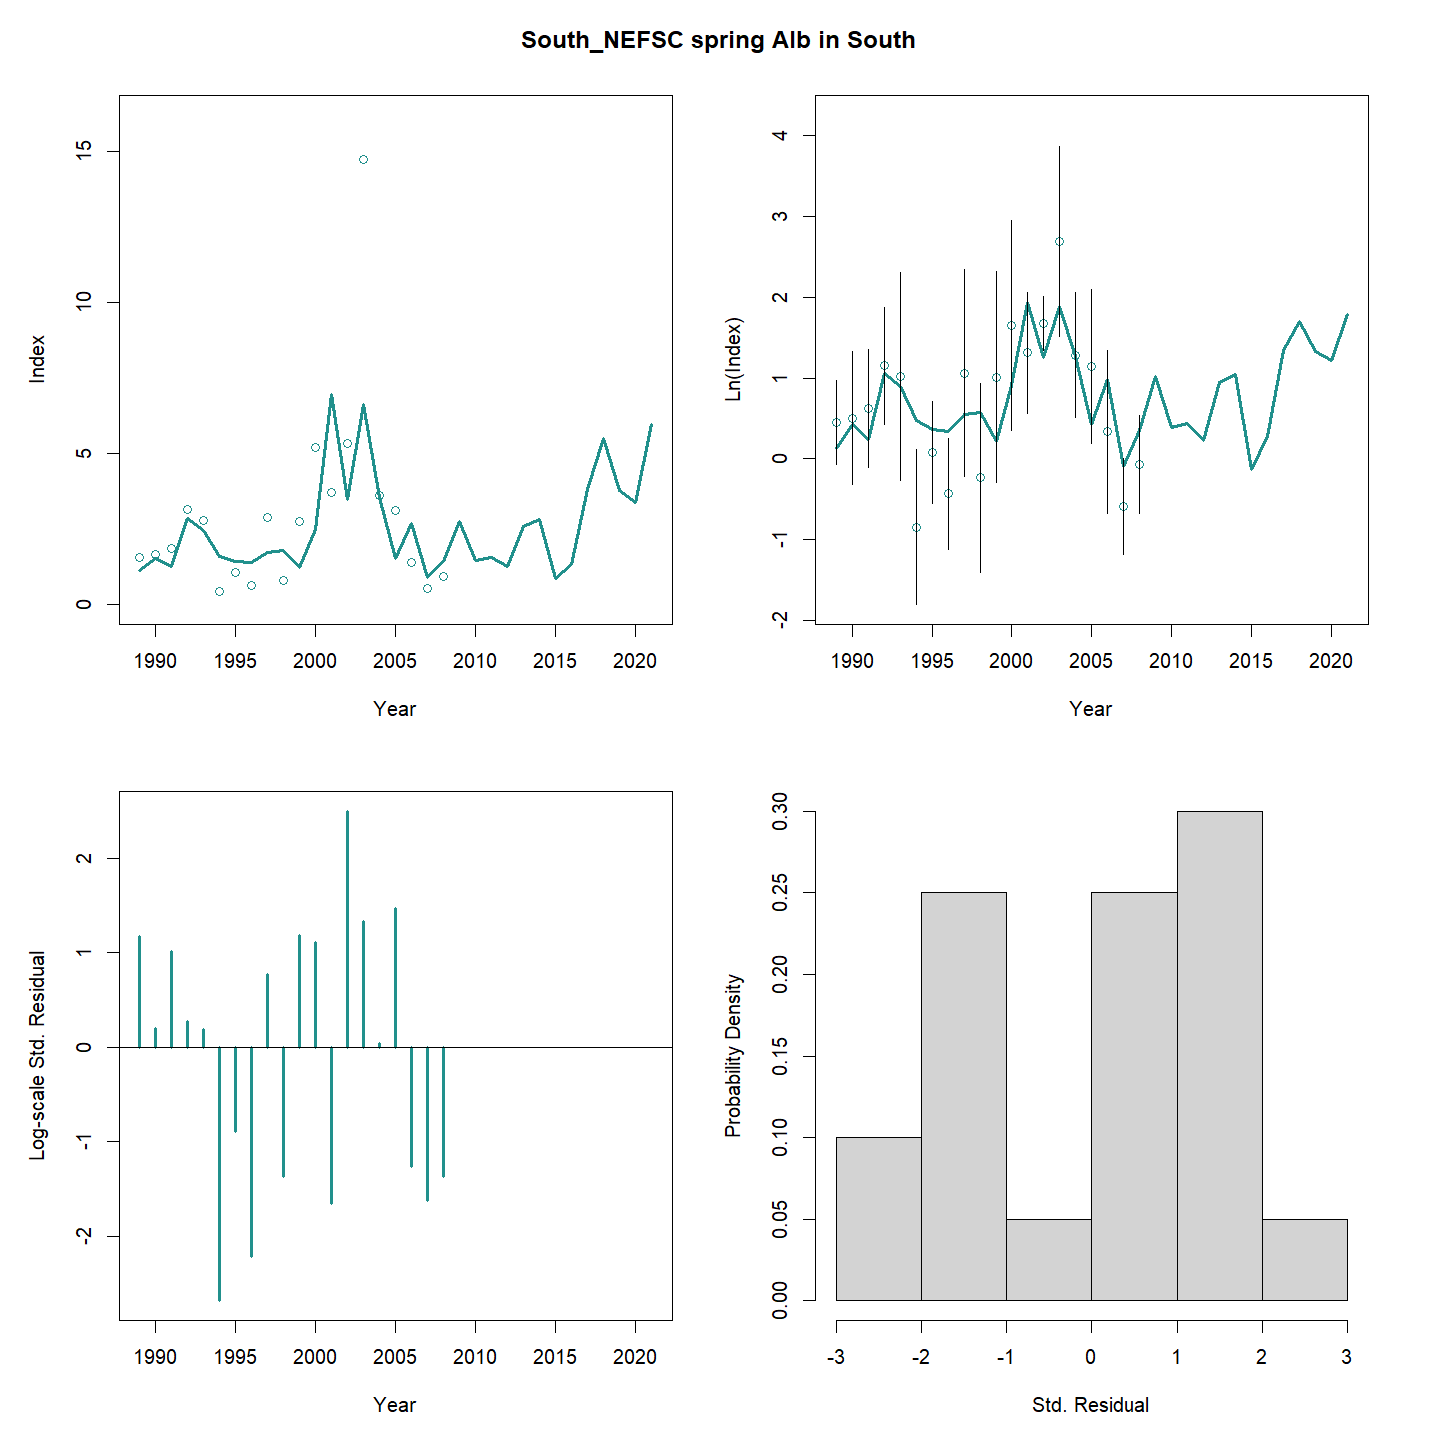 South_NEFSC spring Alb in South
Index
15
10
5
0
1990 1995 2000 2005 2010 2015 2020
Year
Ln(Index)
4
3
2
1
0
-1
-2
1990 1995 2000 2005 2010 2015 2020
Year
Log-scale Std. Residual
2
1
0
-1
-2
1990 1995 2000 2005 2010 2015 2020
Year
Probability Density
0.30
0.25
0.20
0.15
0.10
0.05
0.00
-3 -2 -1 0 1 2 3
Std. Residual